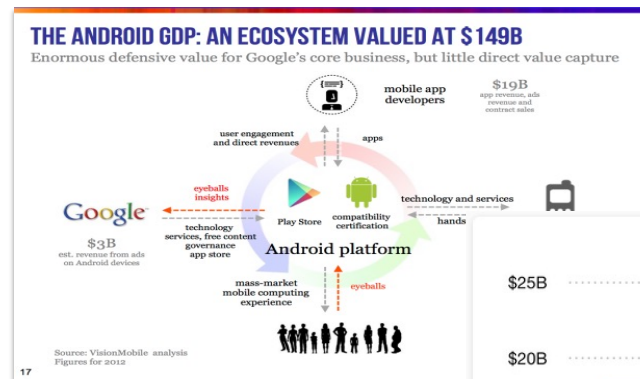 THE ANDROID GDP: AN ECOSYSTEM VALUED AT $149B
Enormous defensive value for Google's core business, but little direct value capture
mobile app
developers
$19B
app revenue, ads
revenue and
contract sales
user engagement
and direct revenues
apps
eyeballs
insights
Google
technology
services, free content
governance
app store
$3B
est. revenue from ads
on Android devices
Play Store
compatibility
certification
Android platform
technology and services
hands
mass-market
mobile computing
experience
eyeballs
$25B
$20B
Source: VisionMobile analysis
Figures for 2012
17